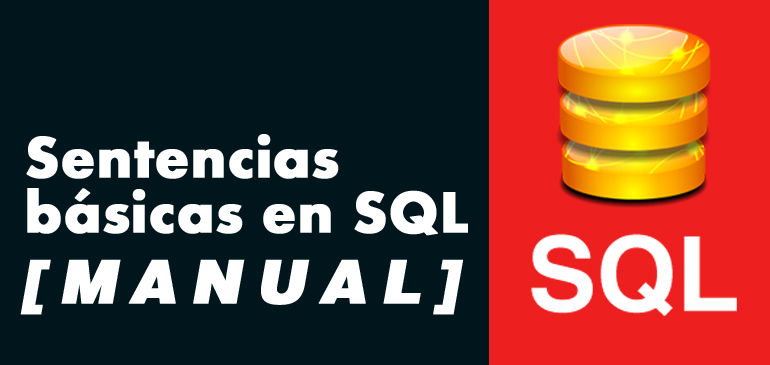 Sentencias
básicas en SQL
[MANUAL]
SQL